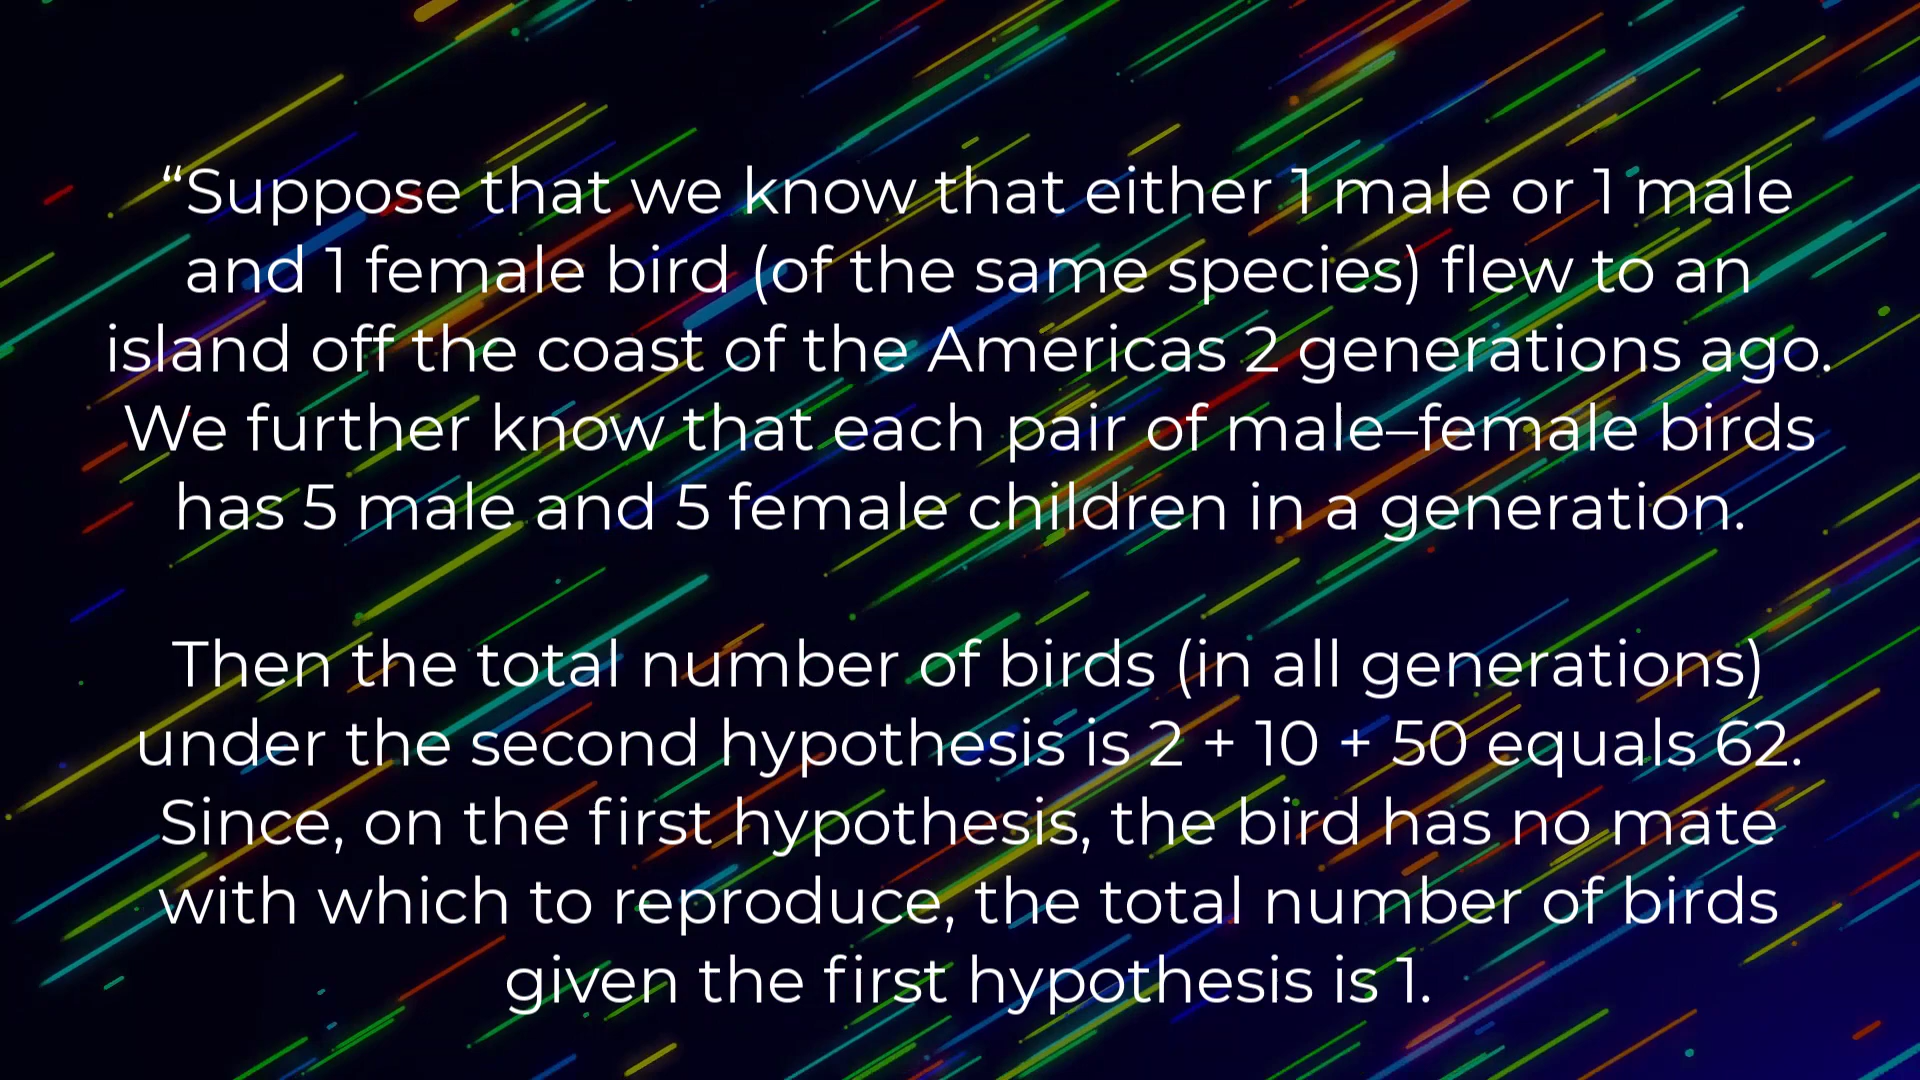 “Suppose that we know that either 1 male or 1 male
and 1 female bird (of the same species) flew to an
island off the coast of the Americas 2 generations ago.
We further know that each pair of male–female birds
has 5 male and 5 female children in a generation.
Then the total number of birds (in all generations)
under the second hypothesis is 2 + 10 + 50 equals 62.
Since, on the first hypothesis, the bird has no mate
with which to reproduce, the total number of birds
given the first hypothesis is 1.